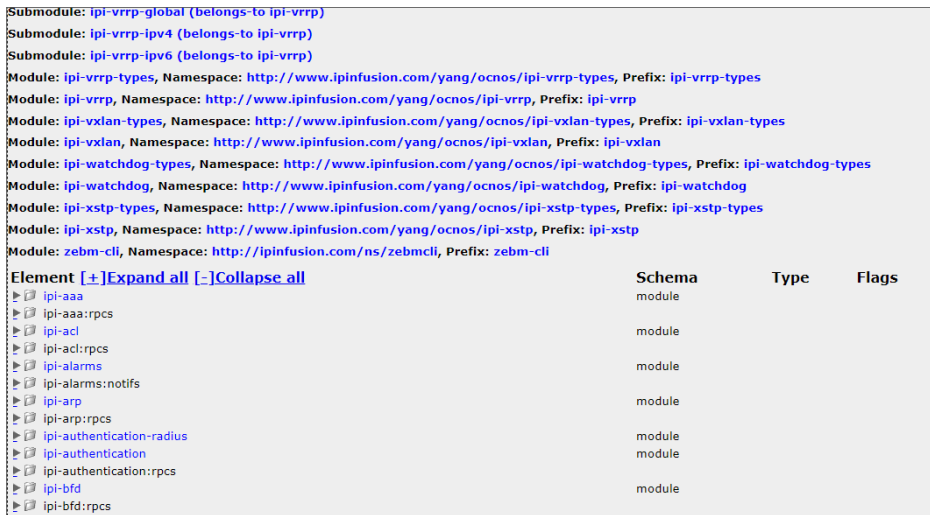 Submodule: ipi-vrrp-global (belongs-to ipi-vrrp)
Submodule: ipi-vrrp-ipv4 (belongs-to ipi-vrrp)
Submodule: ipi-vrrp-ipv6 (belongs-to ipi-vrrp)
Module: ipi-vrrp-types, Namespace: http://www.ipinfusion.com/yang/ocnos/ipi-vrrp-types, Prefix: ipi-vrrp-types
Module: ipi-vrrp, Namespace: http://www.ipinfusion.com/yang/ocnos/ipi-vrrp, Prefix: ipi-vrrp
Module: ipi-vxlan-types, Namespace: http://www.ipinfusion.com/yang/ocnos/ipi-vxlan-types, Prefix: ipi-vxlan-types
Module: ipi-vxlan, Namespace: http://www.ipinfusion.com/yang/ocnos/ipi-vxlan, Prefix: ipi-vxlan
Module: ipi-watchdog-types, Namespace: http://www.ipinfusion.com/yang/ocnos/ipi-watchdog-types, Prefix: ipi-watchdog-types
Module: ipi-watchdog, Namespace: http://www.ipinfusion.com/yang/ocnos/ipi-watchdog, Prefix: ipi-watchdog
Module: ipi-xstp-types, Namespace: http://www.ipinfusion.com/yang/ocnos/ipi-xstp-types, Prefix: ipi-xstp-types
Module: ipi-xstp, Namespace: http://www.ipinfusion.com/yang/ocnos/ipi-xstp, Prefix: ipi-xstp
Module: zebm-cli, Namespace: http://ipinfusion.com/ns/zebmcli, Prefix: zebm-cli
Element [+]Expand all [-]Collapse all Schema Type Flags
ipi-aaa module
ipi-aaa:rpcs
ipi-acl module
ipi-acl:rpcs
ipi-alarms module
ipi-alarms:notifs
ipi-arp module
ipi-arp:rpcs
ipi-authentication-radius module
ipi-authentication module
ipi-authentication:rpcs
ipi-bfd module
ipi-bfd:rpcs